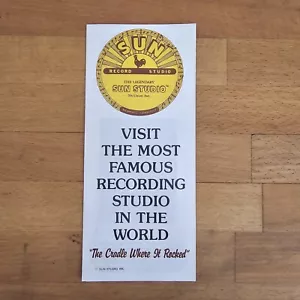 SUN
RECORD STUDIO
THE LEGENDARY
SUN STUDIO
VISIT
THE MOST
FAMOUS
RECORDING
STUDIO
IN THE
WORLD
"The Cradle Where It Rocked"